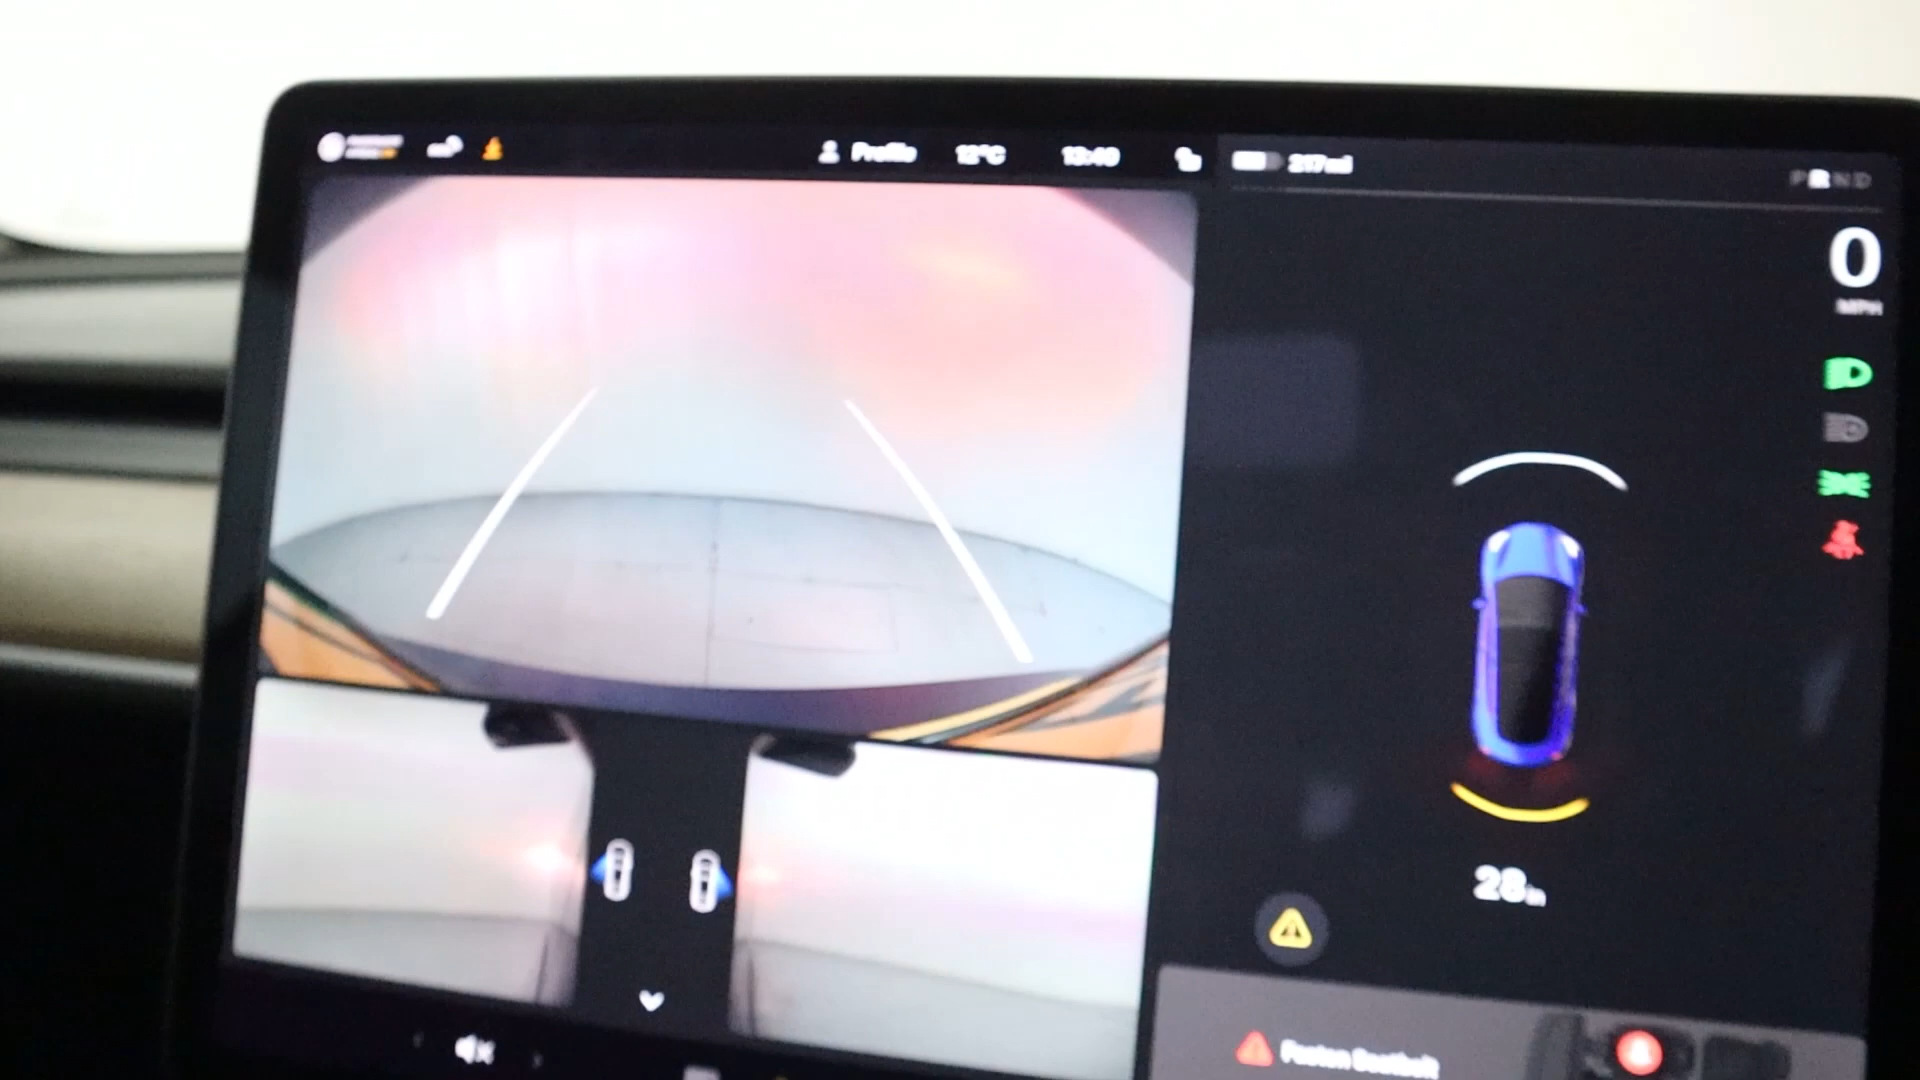 Profile 12°C 13:40
217mi
P R N D
0
MPH
28in
Fasten Seatbelt